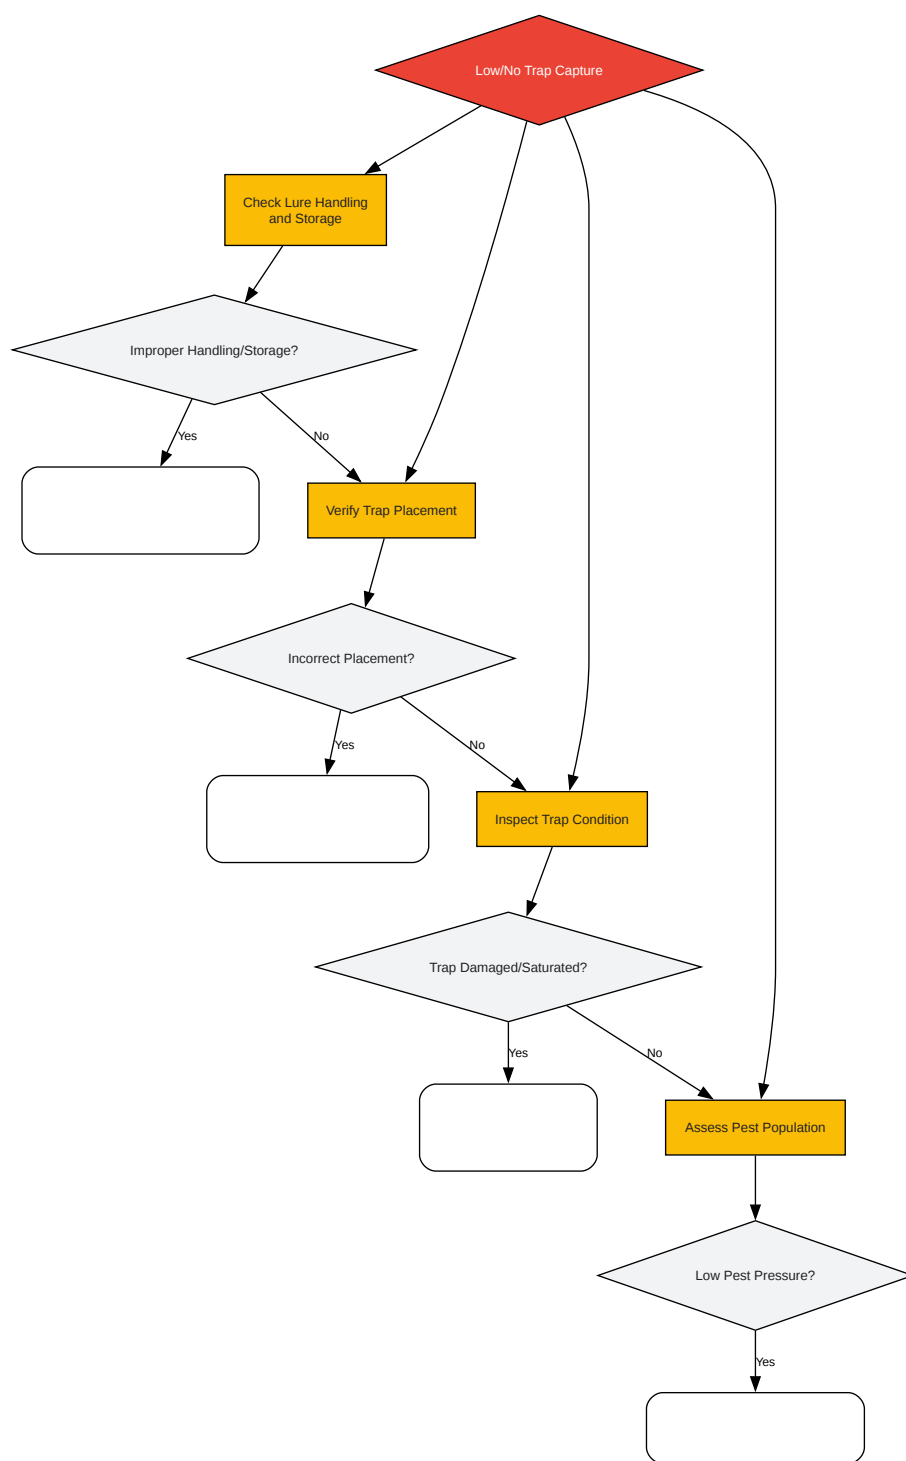 Low/No Trap Capture
Check Lure Handling
and Storage
Improper Handling/Storage?
Yes
No
Verify Trap Placement
Incorrect Placement?
Yes
No
Inspect Trap Condition
Trap Damaged/Saturated?
Yes
No
Assess Pest Population
Low Pest Pressure?
Yes